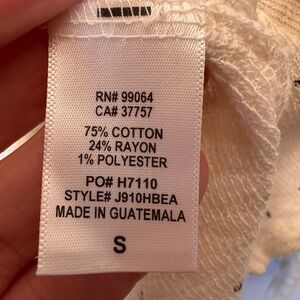 RN# 99064
CA# 37757
75% COTTON
24% RAYON
1% POLYESTER
PO# H7110
STYLE# J910HBEA
MADE IN GUATEMALA
S